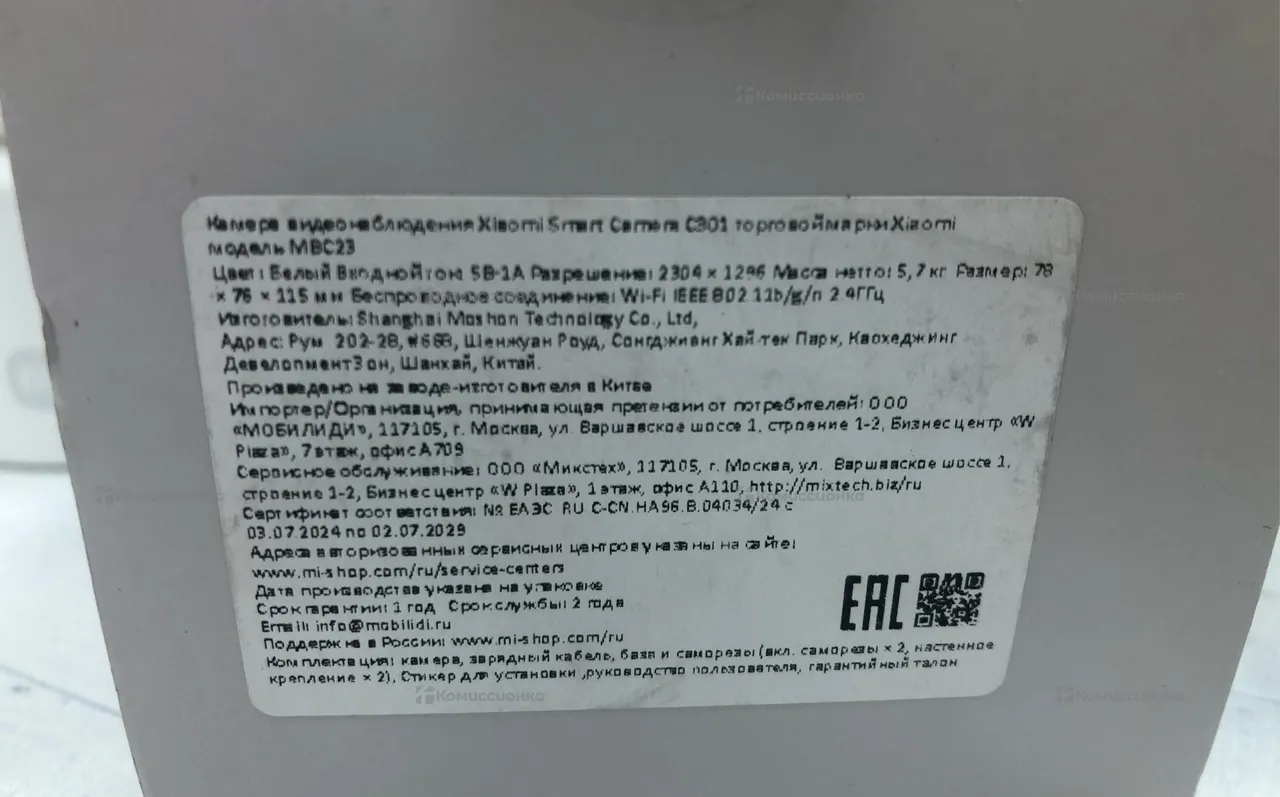 Комиссионка
Камера видеонаблюдения Xiaomi Smart Camera C301 торговой марки Xiaomi
модель MBC23
Цвет: Белый Входной ток: 5В-1А Разрешение: 2304 × 1296 Масса нетто: 5,7 кг Размер: 78
× 76 × 115 мм Беспроводное соединение: Wi-Fi IEEE 802.11b/g/n 2.4ГГц
Изготовитель: Shanghai Moshon Technology Co., Ltd,
Адрес: Рум 202-28, №668, Шенжуан Роуд, Сонгджианг Хай-тек Парк, Каохеджинг
Девелопмент Зон, Шанхай, Китай.
Произведено на заводе-изготовителя в Китае
Импортер/Организация, принимающая претензии от потребителей: ООО
«МОБИЛИДИ», 117105, г. Москва, ул. Варшавское шоссе 1, строение 1-2, Бизнес центр «W
Plaza», 7 этаж, офис А709
Сервисное обслуживание: ООО «Микстех», 117105, г. Москва, ул. Варшавское шоссе 1,
строение 1-2, Бизнес центр «W Plaza», 1 этаж, офис А110, http://mixtech.biz/ru
Сертификат соответствия: № ЕАЭС RU C-CN.НА96.В.04034/24 с
03.07.2024 по 02.07.2029
Адреса авторизованных сервисных центров указаны на сайте:
www.mi-shop.com/ru/service-centers
Дата производства указана на упаковке
Срок гарантии: 1 год Срок службы: 2 года
Email: info@mobilidi.ru
Поддержка в России: www.mi-shop.com/ru
Комплектация: камера, зарядный кабель, база и саморезы (вкл. саморезы × 2, настенное
крепление × 2), Стикер для установки ,руководство пользователя, гарантийный талон
EAC
Комиссионка
Комиссионка